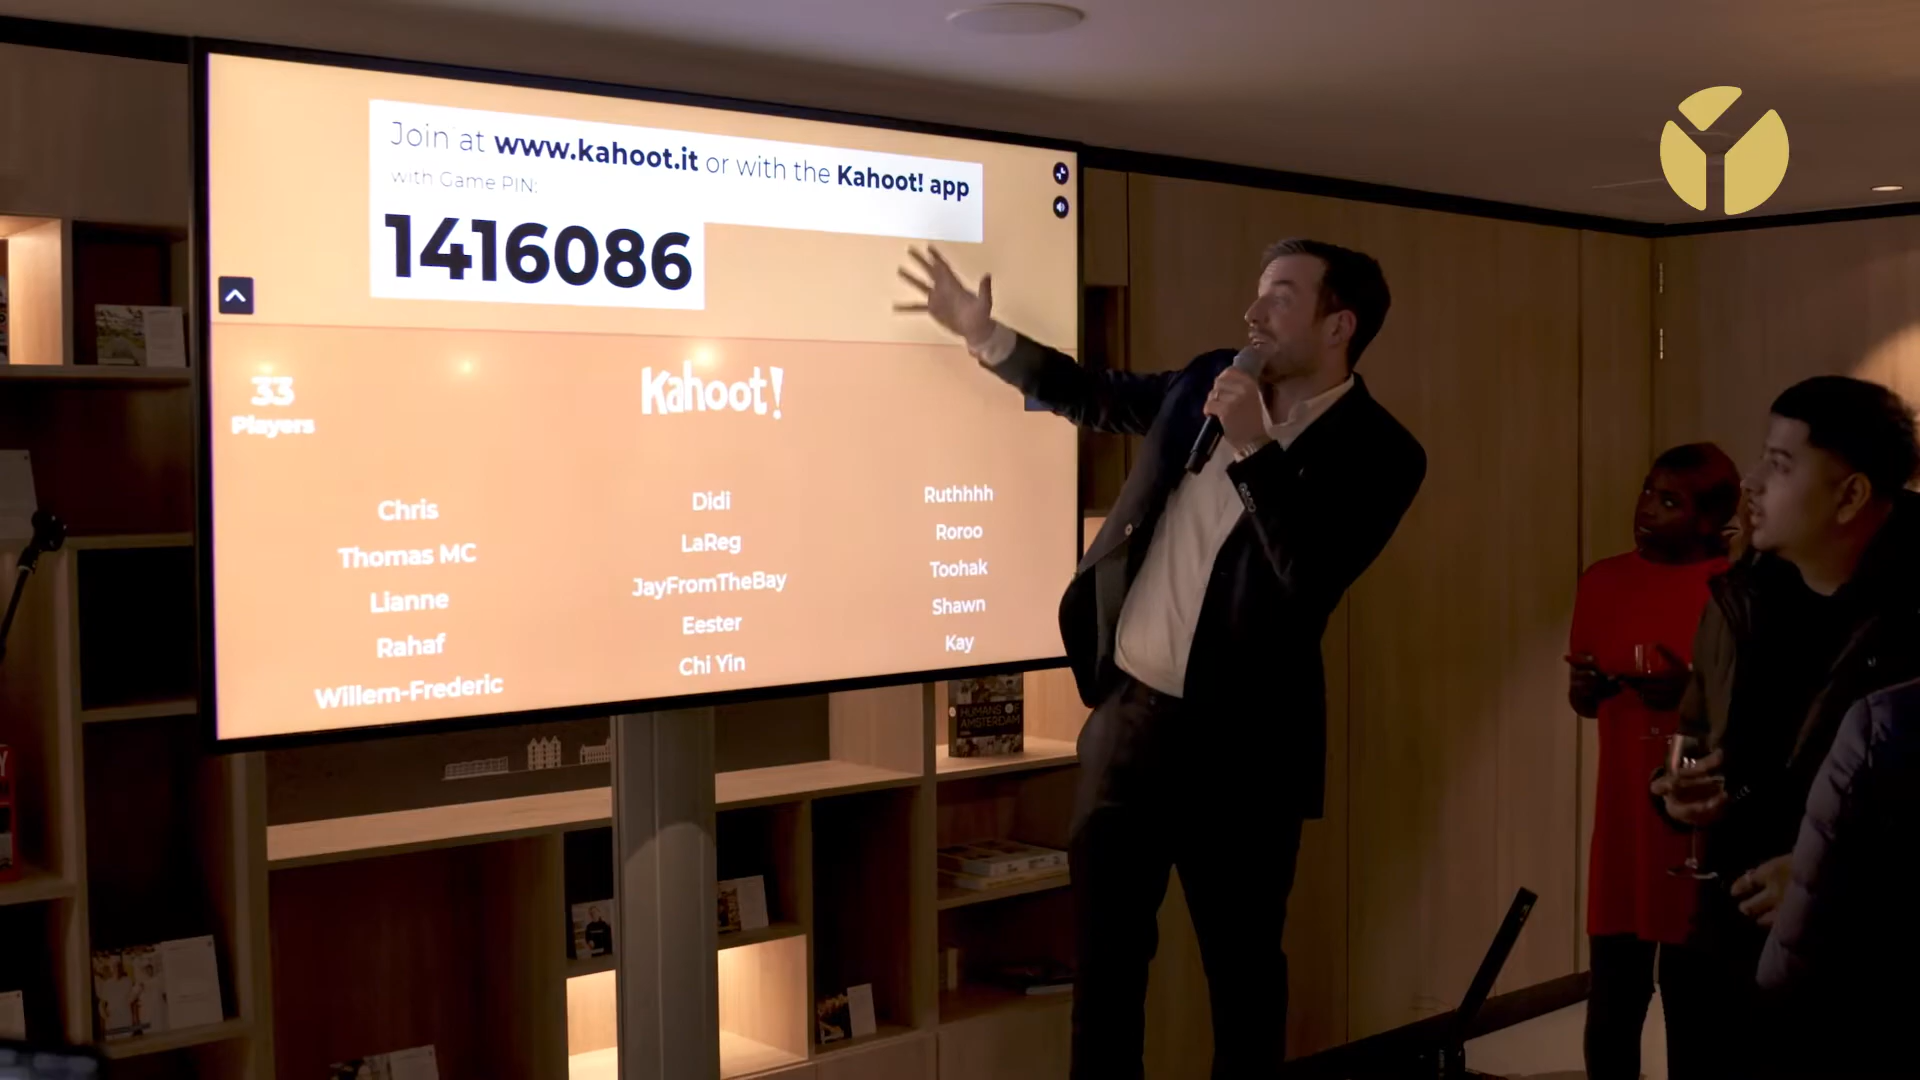 Join at www.kahoot.it or with the Kahoot! app
with Game PIN:
1416086
33
Players
Kahoot!
Chris
Didi
Ruthhhh
Thomas MC
LaReg
Roroo
Lianne
JayFromTheBay
Toohak
Rahaf
Eester
Shawn
Willem-Frederic
Chi Yin
Kay
HUMANS OF
AMSTERDAM